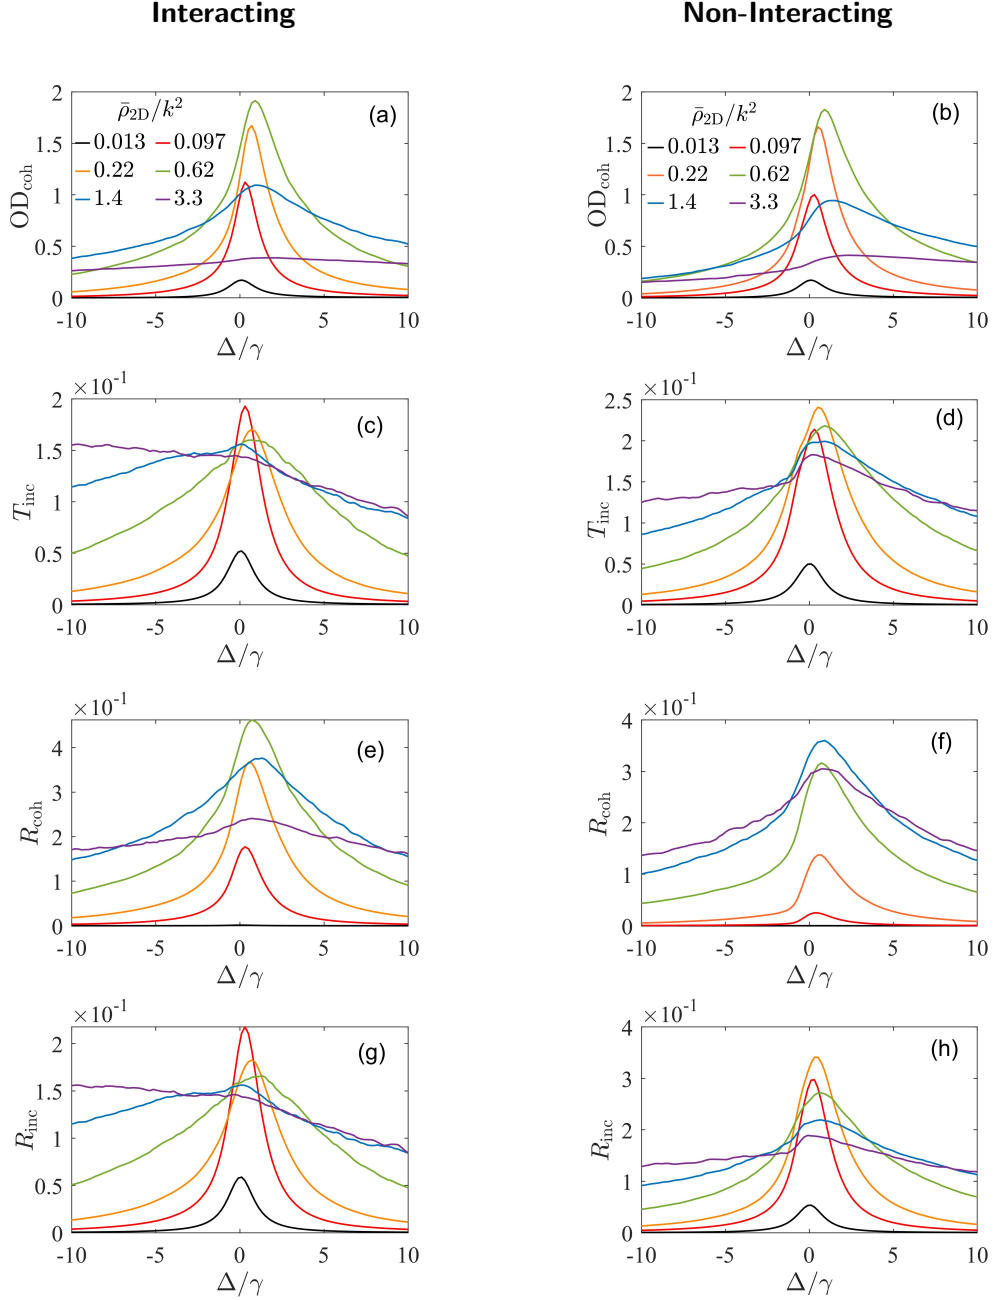 Interacting
Non-Interacting
(a)
ρ̄2D/k²
0.013
0.097
0.22
0.62
1.4
3.3
2
1.5
1
0.5
0
ODcoh
-10 -5 0 5 10
Δ/γ
(b)
ρ̄2D/k²
0.013
0.097
0.22
0.62
1.4
3.3
2
1.5
1
0.5
0
ODcoh
-10 -5 0 5 10
Δ/γ
×10⁻¹
(c)
2
1.5
1
0.5
0
Tinc
-10 -5 0 5 10
Δ/γ
×10⁻¹
(d)
2.5
2
1.5
1
0.5
0
Tinc
-10 -5 0 5 10
Δ/γ
×10⁻¹
(e)
4
3
2
1
0
Rcoh
-10 -5 0 5 10
Δ/γ
×10⁻¹
(f)
4
3
2
1
0
Rcoh
-10 -5 0 5 10
Δ/γ
×10⁻¹
(g)
2
1.5
1
0.5
0
Rinc
-10 -5 0 5 10
Δ/γ
×10⁻¹
(h)
4
3
2
1
0
Rinc
-10 -5 0 5 10
Δ/γ